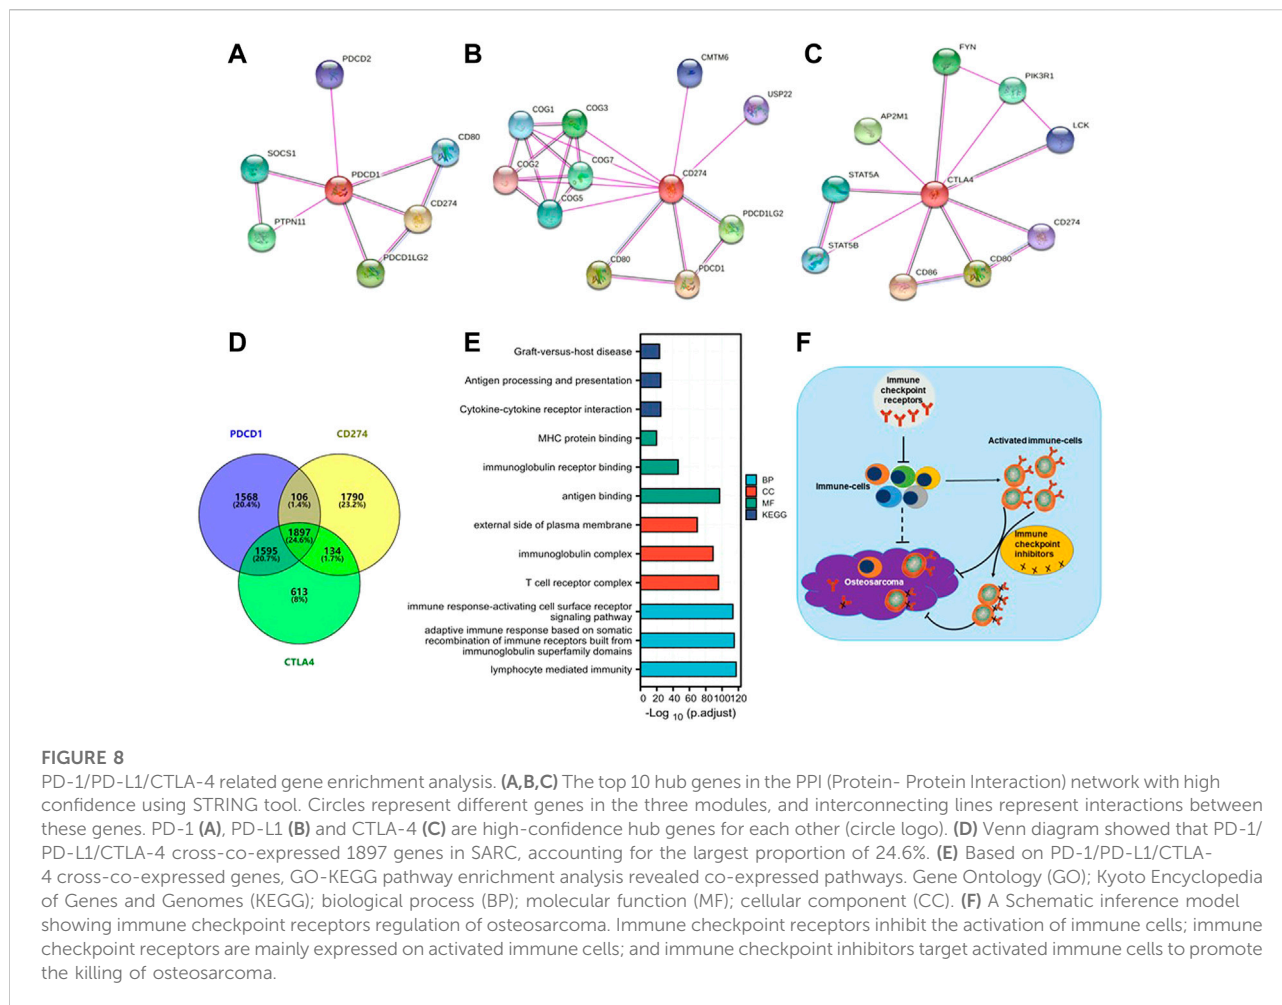 A
PDCD2
SOCS1
CD80
PDCD1
CD274
PTPN11
PDCD1LG2
B
CMTM6
USP22
COG1
COG3
COG2
COG7
COG5
CD274
PDCD1LG2
CD80
PDCD1
C
FYN
PIK3R1
AP2M1
LCK
STAT5A
CTLA4
STAT5B
CD274
CD86
CD80
D
PDCD1
CD274
1568
(20.4%)
106
(1.4%)
1790
(23.2%)
1897
(24.6%)
1595
(20.7%)
134
(1.7%)
613
(8%)
CTLA4
E
Graft-versus-host disease
Antigen processing and presentation
Cytokine-cytokine receptor interaction
MHC protein binding
immunoglobulin receptor binding
antigen binding
external side of plasma membrane
immunoglobulin complex
T cell receptor complex
immune response-activating cell surface receptor
signaling pathway
adaptive immune response based on somatic
recombination of immune receptors built from
immunoglobulin superfamily domains
lymphocyte mediated immunity
0 20 40 60 80 100 120
-Log 10 (p.adjust)
BP
CC
MF
KEGG
F
Immune
checkpoint
receptors
Activated immune-cells
Immune-cells
Immune
checkpoint
inhibitors
Osteosarcoma
FIGURE 8
PD-1/PD-L1/CTLA-4 related gene enrichment analysis. (A,B,C) The top 10 hub genes in the PPI (Protein- Protein Interaction) network with high
confidence using STRING tool. Circles represent different genes in the three modules, and interconnecting lines represent interactions between
these genes. PD-1 (A), PD-L1 (B) and CTLA-4 (C) are high-confidence hub genes for each other (circle logo). (D) Venn diagram showed that PD-1/
PD-L1/CTLA-4 cross-co-expressed 1897 genes in SARC, accounting for the largest proportion of 24.6%. (E) Based on PD-1/PD-L1/CTLA-
4 cross-co-expressed genes, GO-KEGG pathway enrichment analysis revealed co-expressed pathways. Gene Ontology (GO); Kyoto Encyclopedia
of Genes and Genomes (KEGG); biological process (BP); molecular function (MF); cellular component (CC). (F) A Schematic inference model
showing immune checkpoint receptors regulation of osteosarcoma. Immune checkpoint receptors inhibit the activation of immune cells; immune
checkpoint receptors are mainly expressed on activated immune cells; and immune checkpoint inhibitors target activated immune cells to promote
the killing of osteosarcoma.